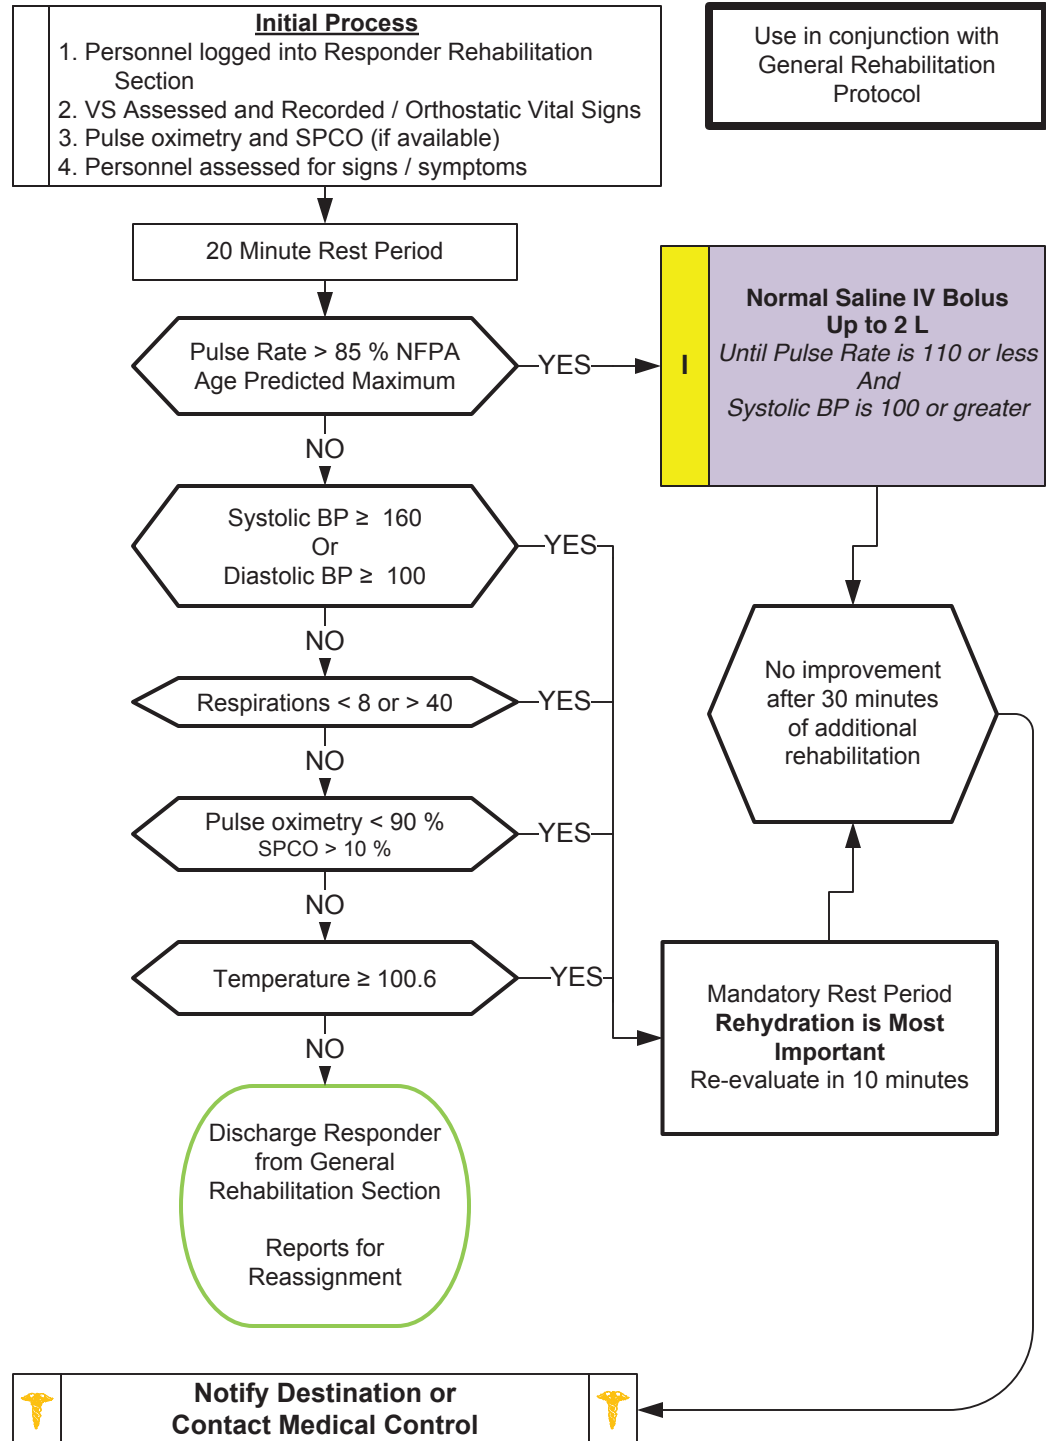 Initial Process
1. Personnel logged into Responder Rehabilitation
Section
2. VS Assessed and Recorded / Orthostatic Vital Signs
3. Pulse oximetry and SPCO (if available)
4. Personnel assessed for signs / symptoms
Use in conjunction with
General Rehabilitation
Protocol
20 Minute Rest Period
Pulse Rate > 85 % NFPA
Age Predicted Maximum
YES
I
Normal Saline IV Bolus
Up to 2 L
Until Pulse Rate is 110 or less
And
Systolic BP is 100 or greater
NO
Systolic BP ≥ 160
Or
Diastolic BP ≥ 100
YES
NO
Respirations < 8 or > 40
YES
No improvement
after 30 minutes
of additional
rehabilitation
NO
Pulse oximetry < 90 %
SPCO > 10 %
YES
NO
Temperature ≥ 100.6
YES
Mandatory Rest Period
Rehydration is Most
Important
Re-evaluate in 10 minutes
NO
Discharge Responder
from General
Rehabilitation Section
Reports for
Reassignment
Notify Destination or
Contact Medical Control